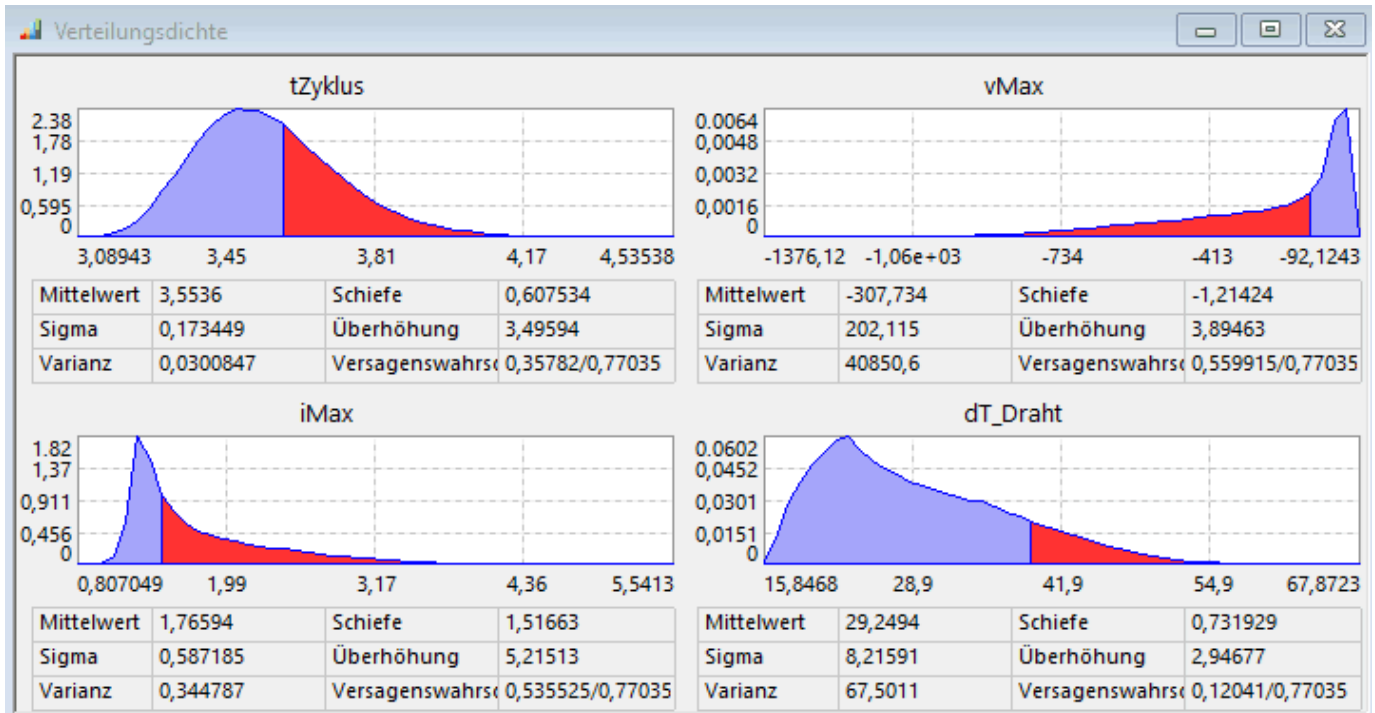 Verteilungsdichte
tZyklus
2.38
1,78
1,19
0,595
0
3,08943 3,45 3,81 4,17 4,53538
Mittelwert 3,5536 Schiefe 0,607534
Sigma 0,173449 Überhöhung 3,49594
Varianz 0,0300847 Versagenswahrs 0,35782/0,77035
vMax
0.0064
0,0048
0,0032
0,0016
0
-1376,12 -1,06e+03 -734 -413 -92,1243
Mittelwert -307,734 Schiefe -1,21424
Sigma 202,115 Überhöhung 3,89463
Varianz 40850,6 Versagenswahrs 0,559915/0,77035
iMax
1.82
1,37
0,911
0,456
0
0,807049 1,99 3,17 4,36 5,5413
Mittelwert 1,76594 Schiefe 1,51663
Sigma 0,587185 Überhöhung 5,21513
Varianz 0,344787 Versagenswahrs 0,535525/0,77035
dT_Draht
0.0602
0,0452
0,0301
0,0151
0
15,8468 28,9 41,9 54,9 67,8723
Mittelwert 29,2494 Schiefe 0,731929
Sigma 8,21591 Überhöhung 2,94677
Varianz 67,5011 Versagenswahrs 0,12041/0,77035